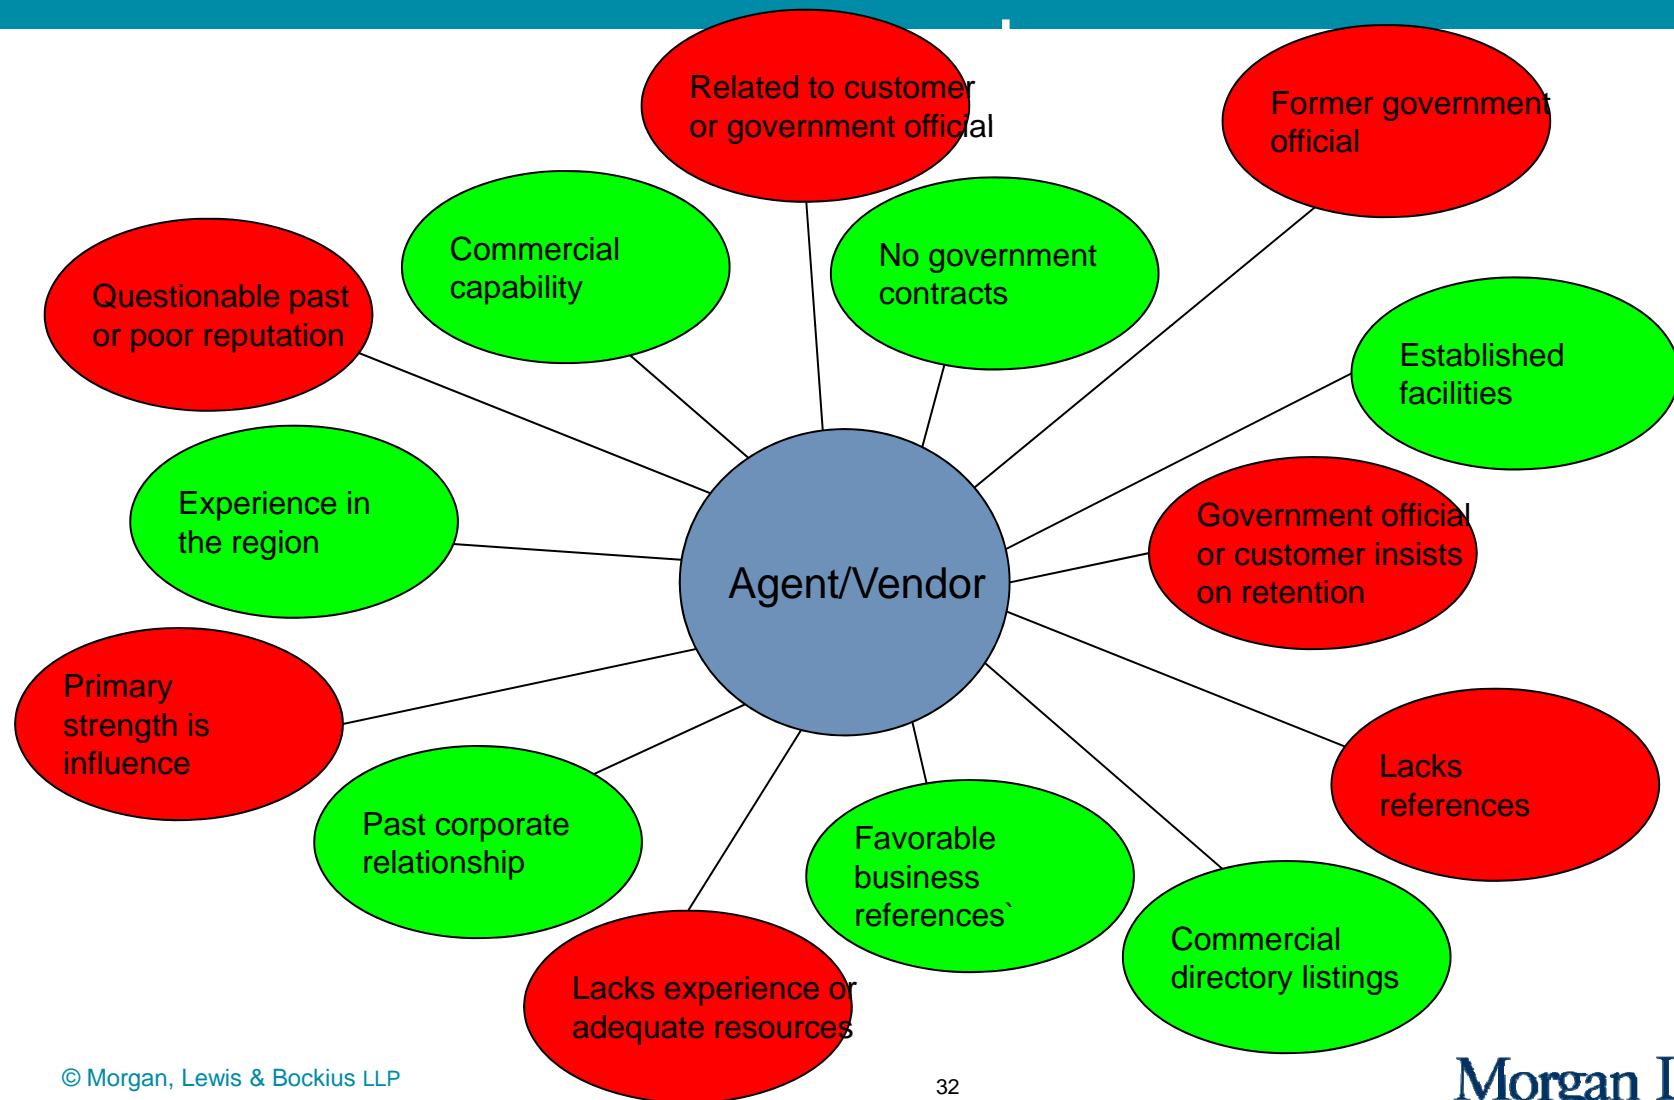 Related to customer
or government official
Former government
official
Commercial
capability
No government
contracts
Questionable past
or poor reputation
Established
facilities
Experience in
the region
Government official
or customer insists
on retention
Agent/Vendor
Primary
strength is
influence
Lacks
references
Past corporate
relationship
Favorable
business
references`
Commercial
directory listings
Lacks experience or
adequate resources
© Morgan, Lewis & Bockius LLP
32
Morgan